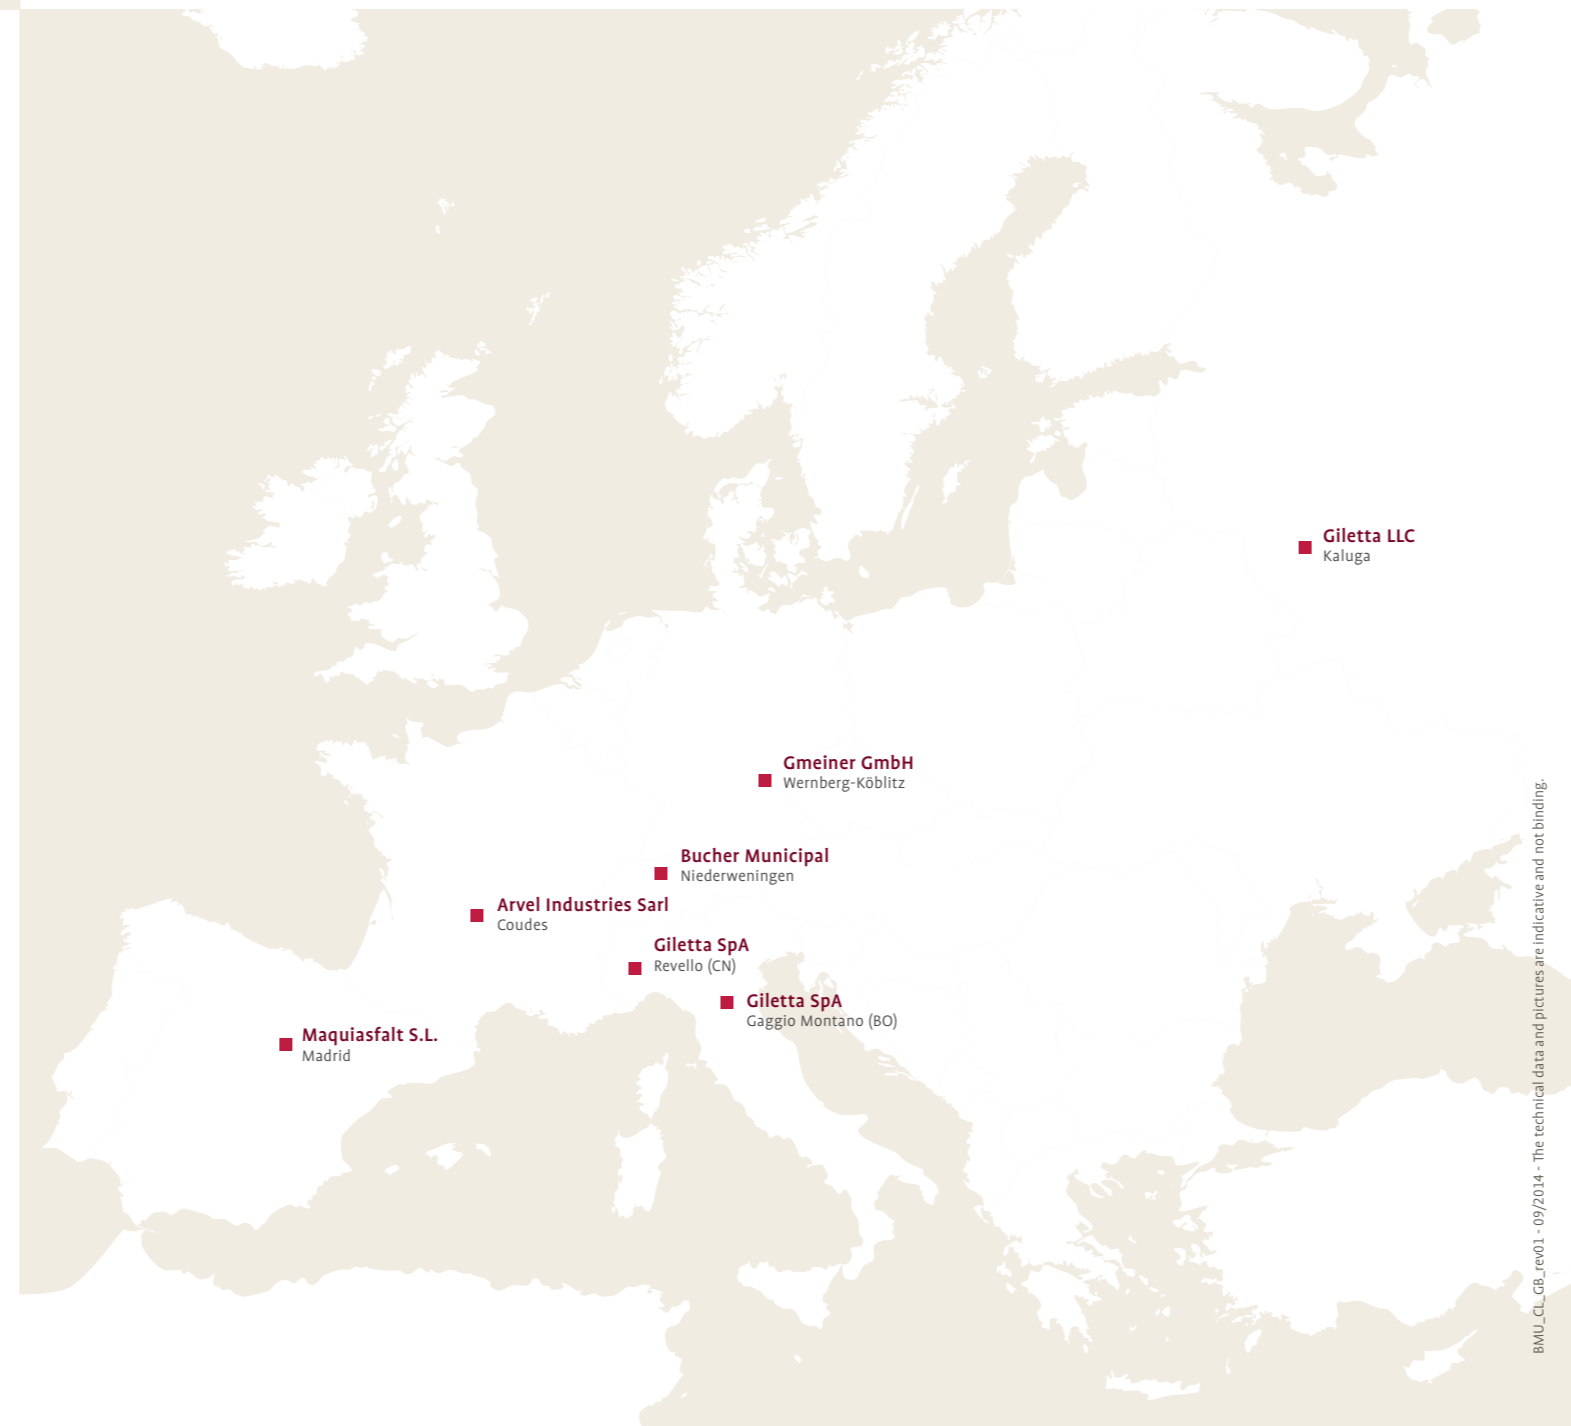 Giletta LLC
Kaluga
Gmeiner GmbH
Wernberg-Köblitz
Bucher Municipal
Niederweningen
Arvel Industries Sarl
Coudes
Giletta SpA
Revello (CN)
Giletta SpA
Gaggio Montano (BO)
Maquiasfalt S.L.
Madrid
BMU_CL_GB_rev01 - 09/2014 - The technical data and pictures are indicative and not binding.